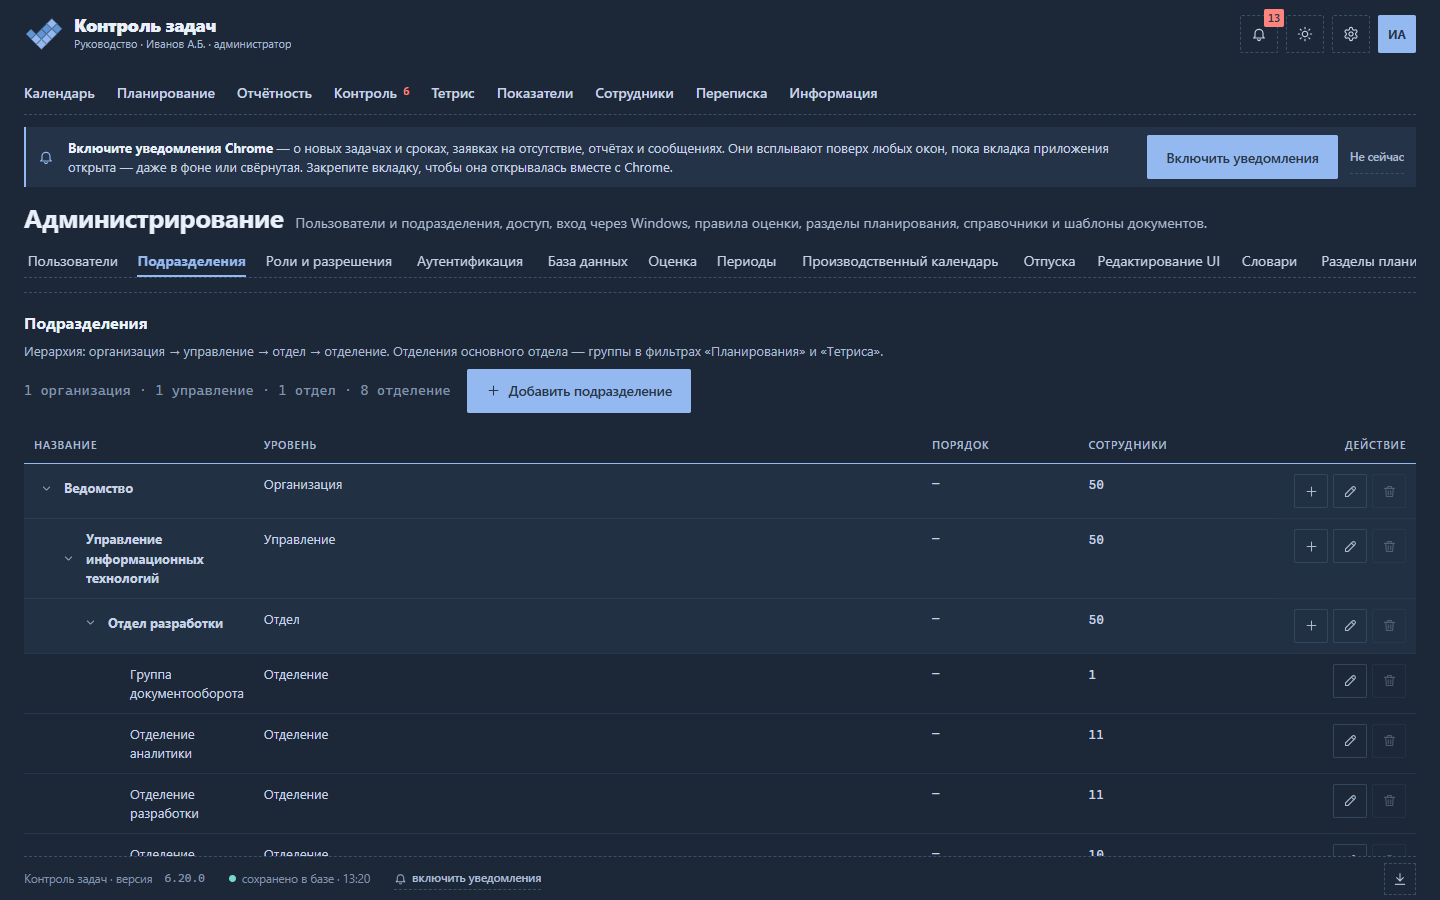 Контроль задач
Руководство · Иванов А.Б. · администратор
13
ИА
Календарь Планирование Отчётность Контроль 6 Тетрис Показатели Сотрудники Переписка Информация
Включите уведомления Chrome — о новых задачах и сроках, заявках на отсутствие, отчётах и сообщениях. Они всплывают поверх любых окон, пока вкладка приложения
открыта — даже в фоне или свёрнутая. Закрепите вкладку, чтобы она открывалась вместе с Chrome.
Включить уведомления
Не сейчас
Администрирование Пользователи и подразделения, доступ, вход через Windows, правила оценки, разделы планирования, справочники и шаблоны документов.
Пользователи Подразделения Роли и разрешения Аутентификация База данных Оценка Периоды Производственный календарь Отпуска Редактирование UI Словари Разделы плани
Подразделения
Иерархия: организация → управление → отдел → отделение. Отделения основного отдела — группы в фильтрах «Планирования» и «Тетриса».
1 организация · 1 управление · 1 отдел · 8 отделение
+ Добавить подразделение
НАЗВАНИЕ УРОВЕНЬ ПОРЯДОК СОТРУДНИКИ ДЕЙСТВИЕ
Ведомство Организация — 50
Управление Управление — 50
информационных
технологий
Отдел разработки Отдел — 50
Группа Отделение — 1
документооборота
Отделение Отделение — 11
аналитики
Отделение Отделение — 11
разработки
Отделение Отделение — 10
Контроль задач · версия 6.20.0 сохранено в базе · 13:20 включить уведомления